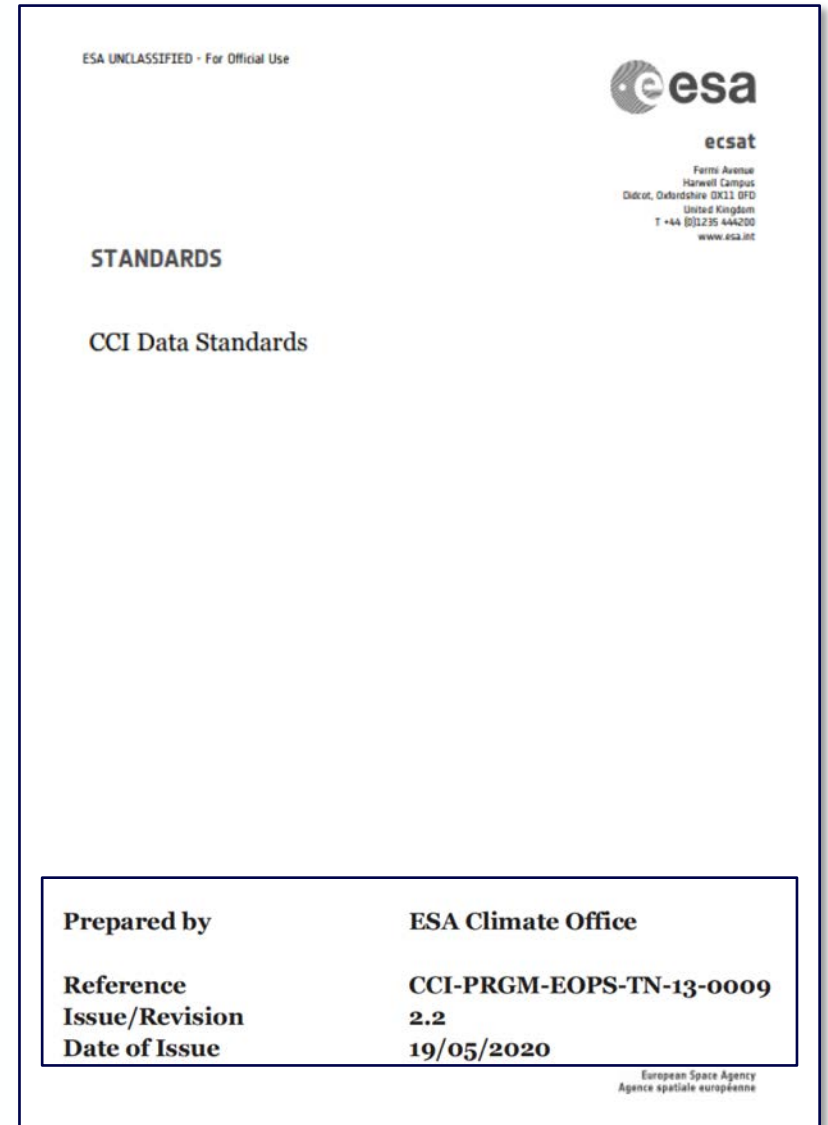 ESA UNCLASSIFIED - For Official Use
esa
ecsat
Fermi Avenue
Harwell Campus
Didcot, Oxfordshire OX11 0FD
United Kingdom
T +44 (0)1235 444200
www.esa.int
STANDARDS
CCI Data Standards
Prepared by ESA Climate Office
Reference CCI-PRGM-EOPS-TN-13-0009
Issue/Revision 2.2
Date of Issue 19/05/2020
European Space Agency
Agence spatiale européenne